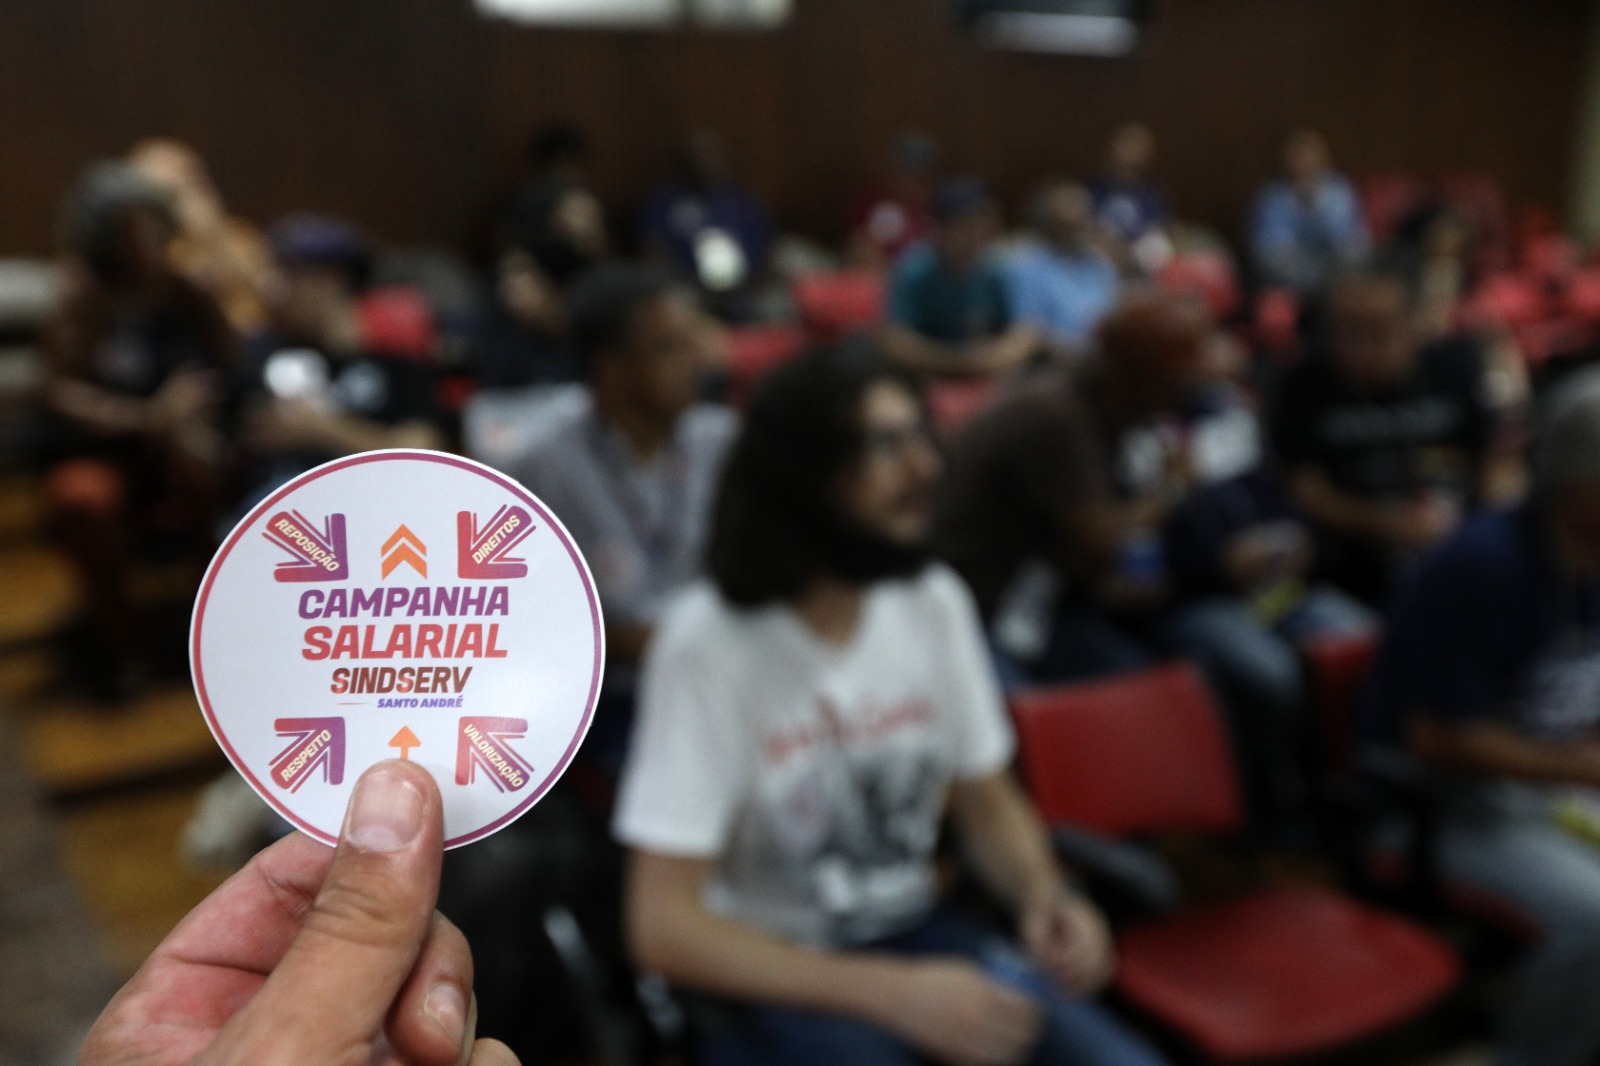 REPOSIÇÃO
DIREITOS
CAMPANHA
SALARIAL
SINDSERV
SANTO ANDRÉ
RESPEITO
VALORIZAÇÃO